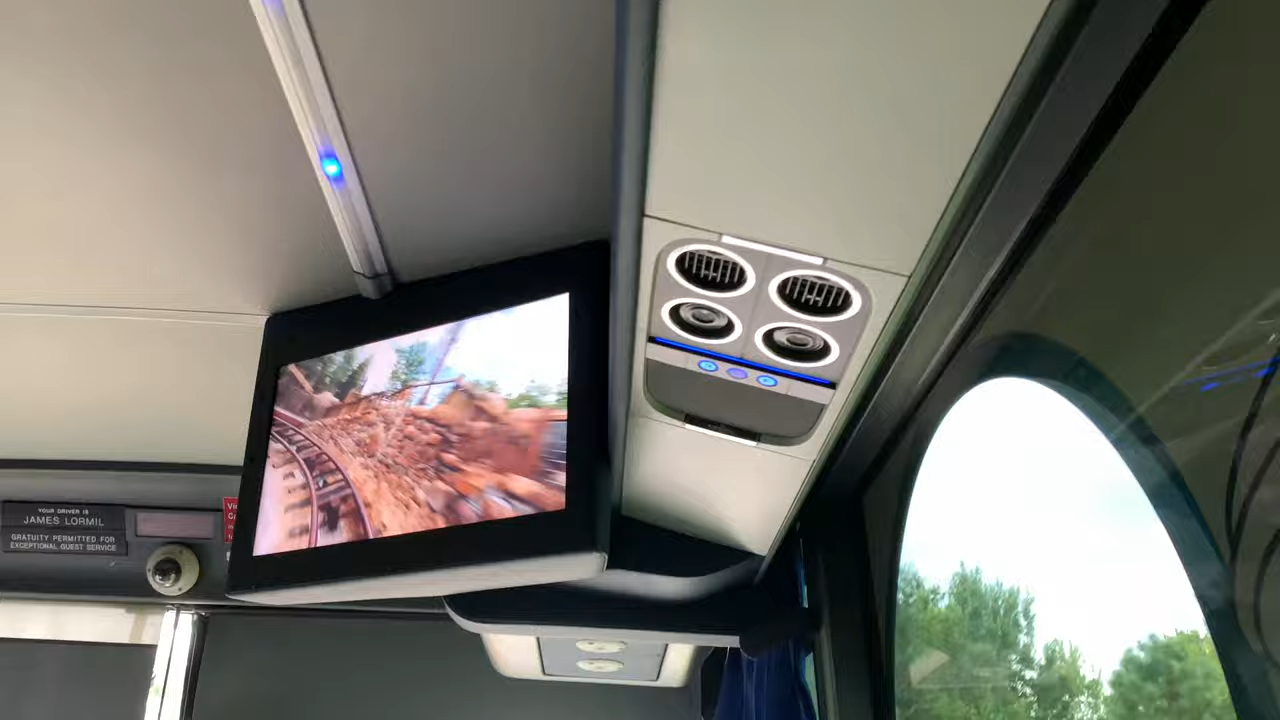 YOUR DRIVER IS
JAMES LORMIL
GRATUITY PERMITTED FOR
EXCEPTIONAL GUEST SERVICE